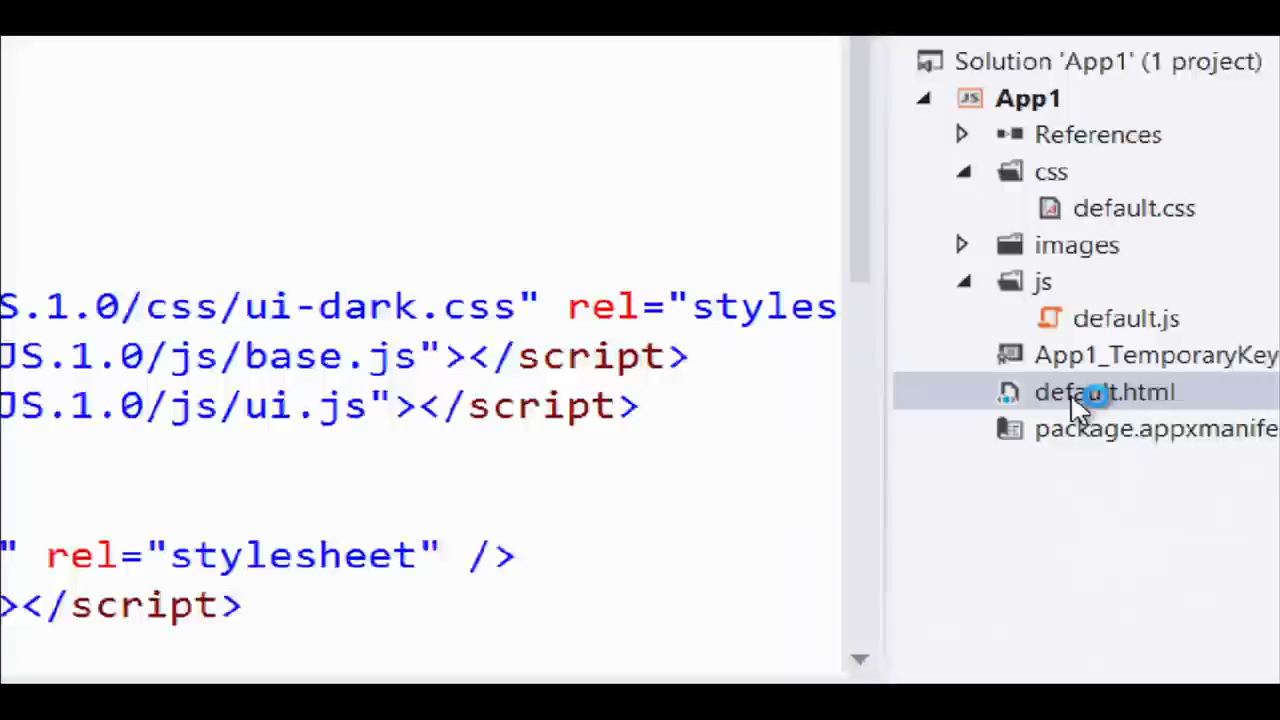 S.1.0/css/ui-dark.css" rel="styles
JS.1.0/js/base.js"></script>
JS.1.0/js/ui.js"></script>
" rel="stylesheet" />
></script>
Solution 'App1' (1 project)
JS App1
References
css
default.css
images
js
default.js
App1_TemporaryKey
default.html
package.appxmanife